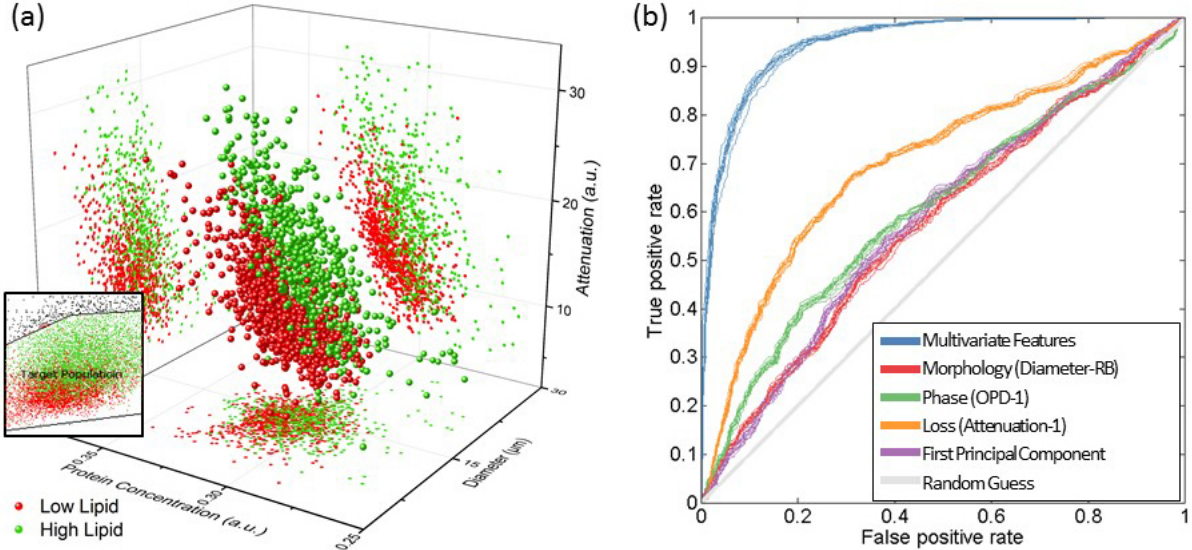 (a)
30
20
10
Attenuation (a.u.)
30
15
Diameter (μm)
0.35
0.30
0.25
Protein Concentration (a.u.)
Target Population
Low Lipid
High Lipid
(b)
1
0.9
0.8
0.7
0.6
0.5
0.4
0.3
0.2
0.1
0
True positive rate
0
0.2
0.4
0.6
0.8
1
False positive rate
Multivariate Features
Morphology (Diameter-RB)
Phase (OPD-1)
Loss (Attenuation-1)
First Principal Component
Random Guess